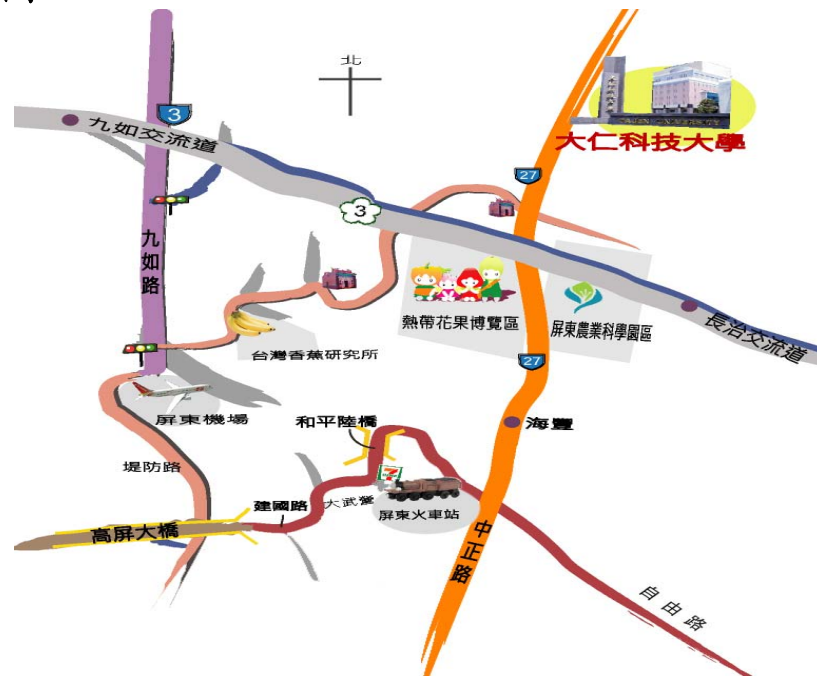 北
3
九如交流道
大仁科技大學
27
3
九如路
熱帶花果博覽區
屏東農業科學園區
長治交流道
台灣香蕉研究所
27
屏東機場
和平陸橋
海豐
堤防路
7
建國路
大武營
屏東火車站
高屏大橋
中正路
自由路